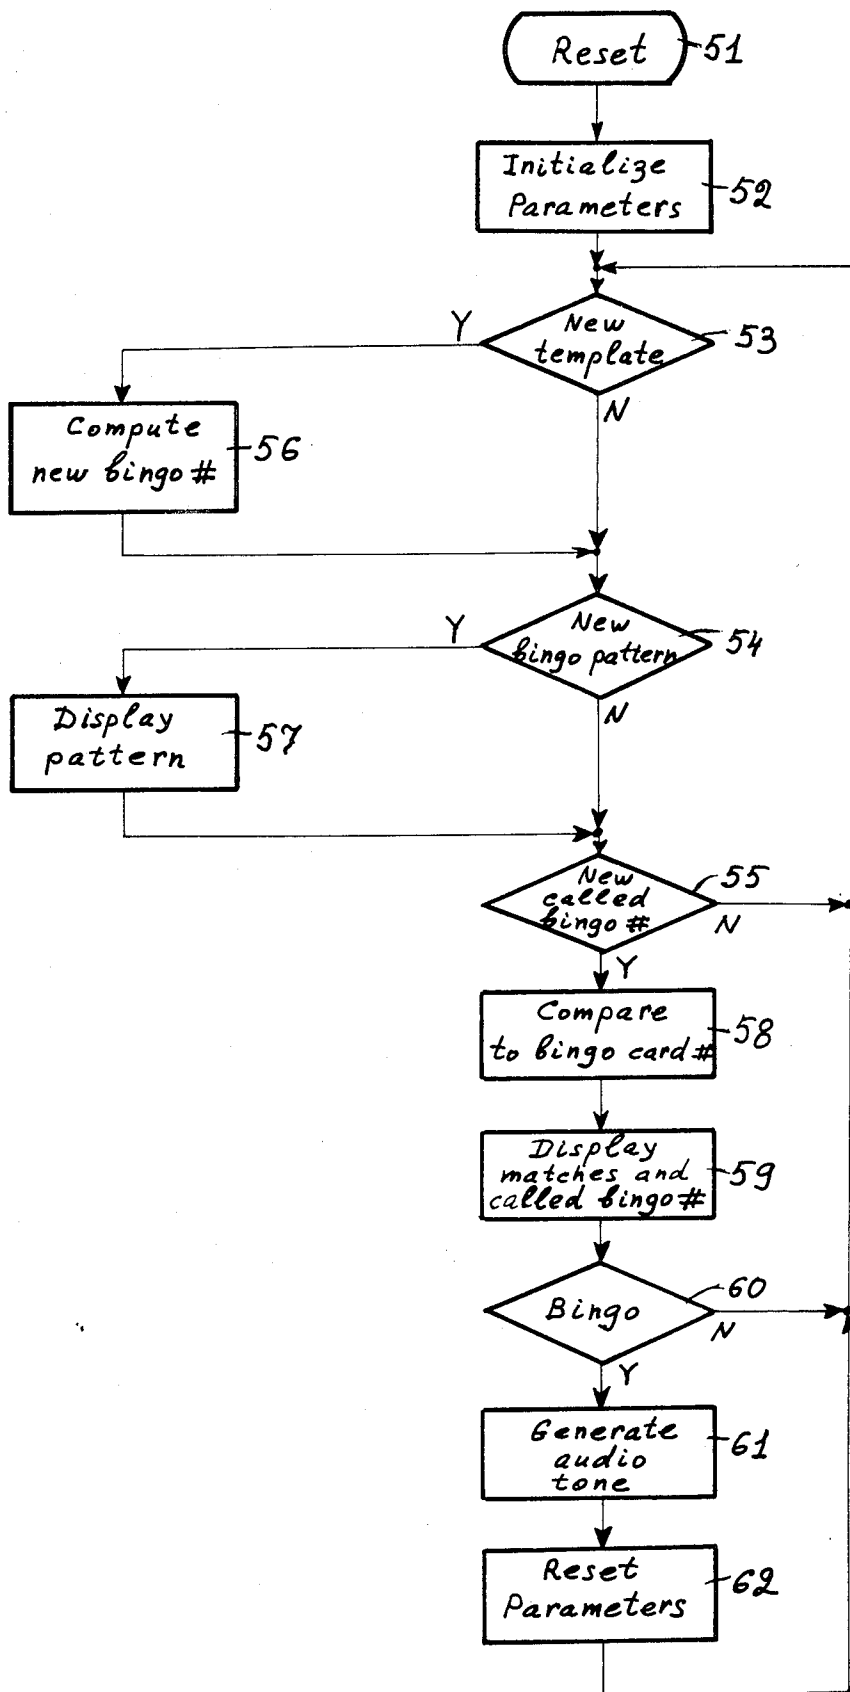 Reset 51
Initialize
Parameters 52
New
template 53
Y
N
Compute
new bingo # 56
New
bingo pattern 54
Y
N
Display
pattern 57
New
called
bingo # 55
N
Y
Compare
to bingo card # 58
Display
matches and
called bingo # 59
Bingo 60
N
Y
Generate
audio
tone 61
Reset
Parameters 62